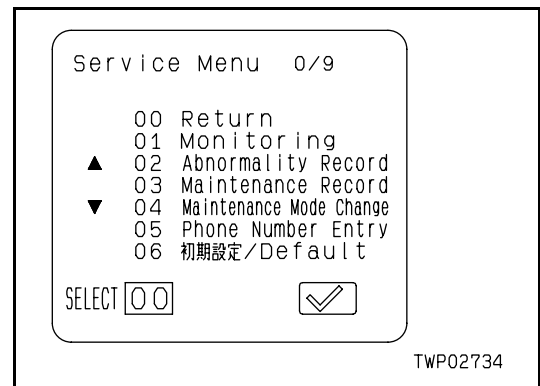 Service Menu 0/9
00 Return
01 Monitoring
▲ 02 Abnormality Record
03 Maintenance Record
▼ 04 Maintenance Mode Change
05 Phone Number Entry
06 初期設定/Default
SELECT 00
TWP02734